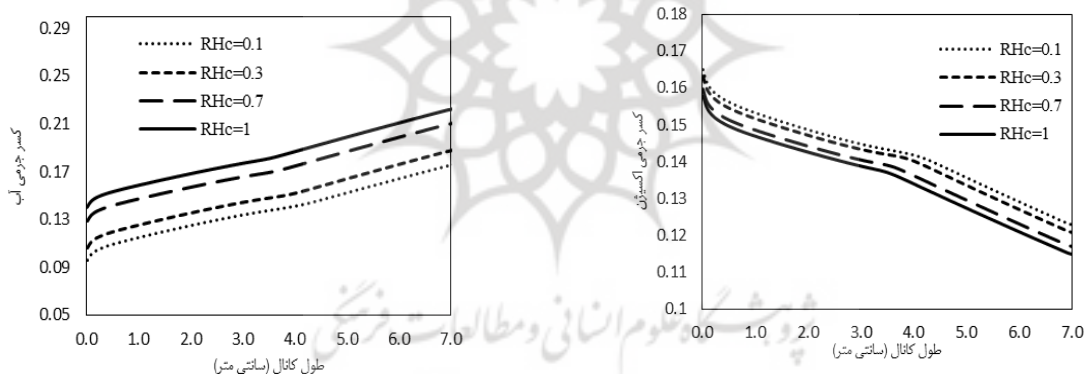 0.29
0.25
0.21
0.17
0.13
0.09
0.05
کسر جرمی آب
RHc=0.1
RHc=0.3
RHc=0.7
RHc=1
0.0 1.0 2.0 3.0 4.0 5.0 6.0 7.0
طول کانال (سانتی متر)
0.18
0.17
0.16
0.15
0.14
0.13
0.12
0.11
0.1
کسر جرمی اکسیژن
RHc=0.1
RHc=0.3
RHc=0.7
RHc=1
0.0 1.0 2.0 3.0 4.0 5.0 6.0 7.0
طول کانال (سانتی متر)
پژوهشگاه علوم انسانی و مطالعات فرهنگی